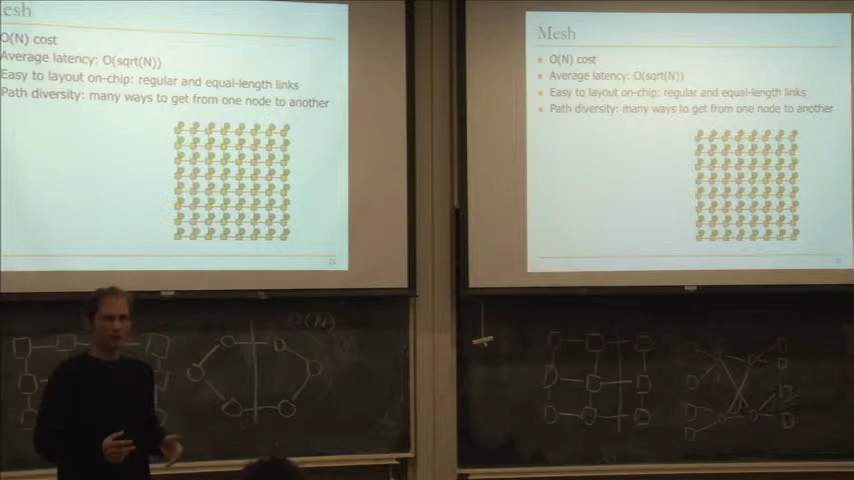 esh
O(N) cost
Average latency: O(sqrt(N))
Easy to layout on-chip: regular and equal-length links
Path diversity: many ways to get from one node to another
Mesh
O(N) cost
Average latency: O(sqrt(N))
Easy to layout on-chip: regular and equal-length links
Path diversity: many ways to get from one node to another
O(N)